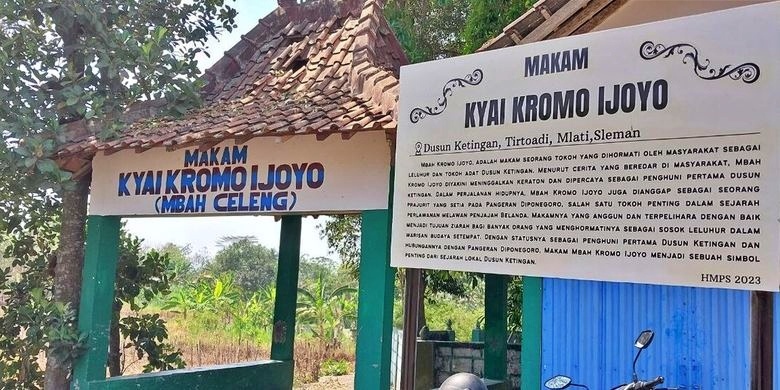 MAKAM
KYAI KROMO IJOYO
(MBAH CELENG)
MAKAM
KYAI KROMO IJOYO
Dusun Ketingan, Tirtoadi, Mlati,Sleman
MBAH KROMO IJOYO, ADALAH MAKAM SEORANG TOKOH YANG DIHORMATI OLEH MASYARAKAT SEBAGAI
LELUHUR DAN TOKOH ADAT DUSUN KETINGAN. MENURUT CERITA YANG BEREDAR DI MASYARAKAT, MBAH
KROMO IJOYO DIYAKINI MENINGGALKAN KERATON DAN DIPERCAYA SEBAGAI PENGHUNI PERTAMA DUSUN
KETINGAN. DALAM PERJALANAN HIDUPNYA, MBAH KROMO IJOYO JUGA DIANGGAP SEBAGAI SEORANG
PRAJURIT YANG SETIA PADA PANGERAN DIPONEGORO, SALAH SATU TOKOH PENTING DALAM SEJARAH
PERLAWANAN MELAWAN PENJAJAH BELANDA. MAKAMNYA YANG ANGGUN DAN TERPELIHARA DENGAN BAIK
MENJADI TUJUAN ZIARAH BAGI BANYAK ORANG YANG MENGHORMATINYA SEBAGAI SOSOK LELUHUR DALAM
WARISAN BUDAYA SETEMPAT. DENGAN STATUSNYA SEBAGAI PENGHUNI PERTAMA DUSUN KETINGAN DAN
HUBUNGANNYA DENGAN PANGERAN DIPONEGORO, MAKAM MBAH KROMO IJOYO MENJADI SEBUAH SIMBOL
PENTING DARI SEJARAH LOKAL DUSUN KETINGAN.
HMPS 2023